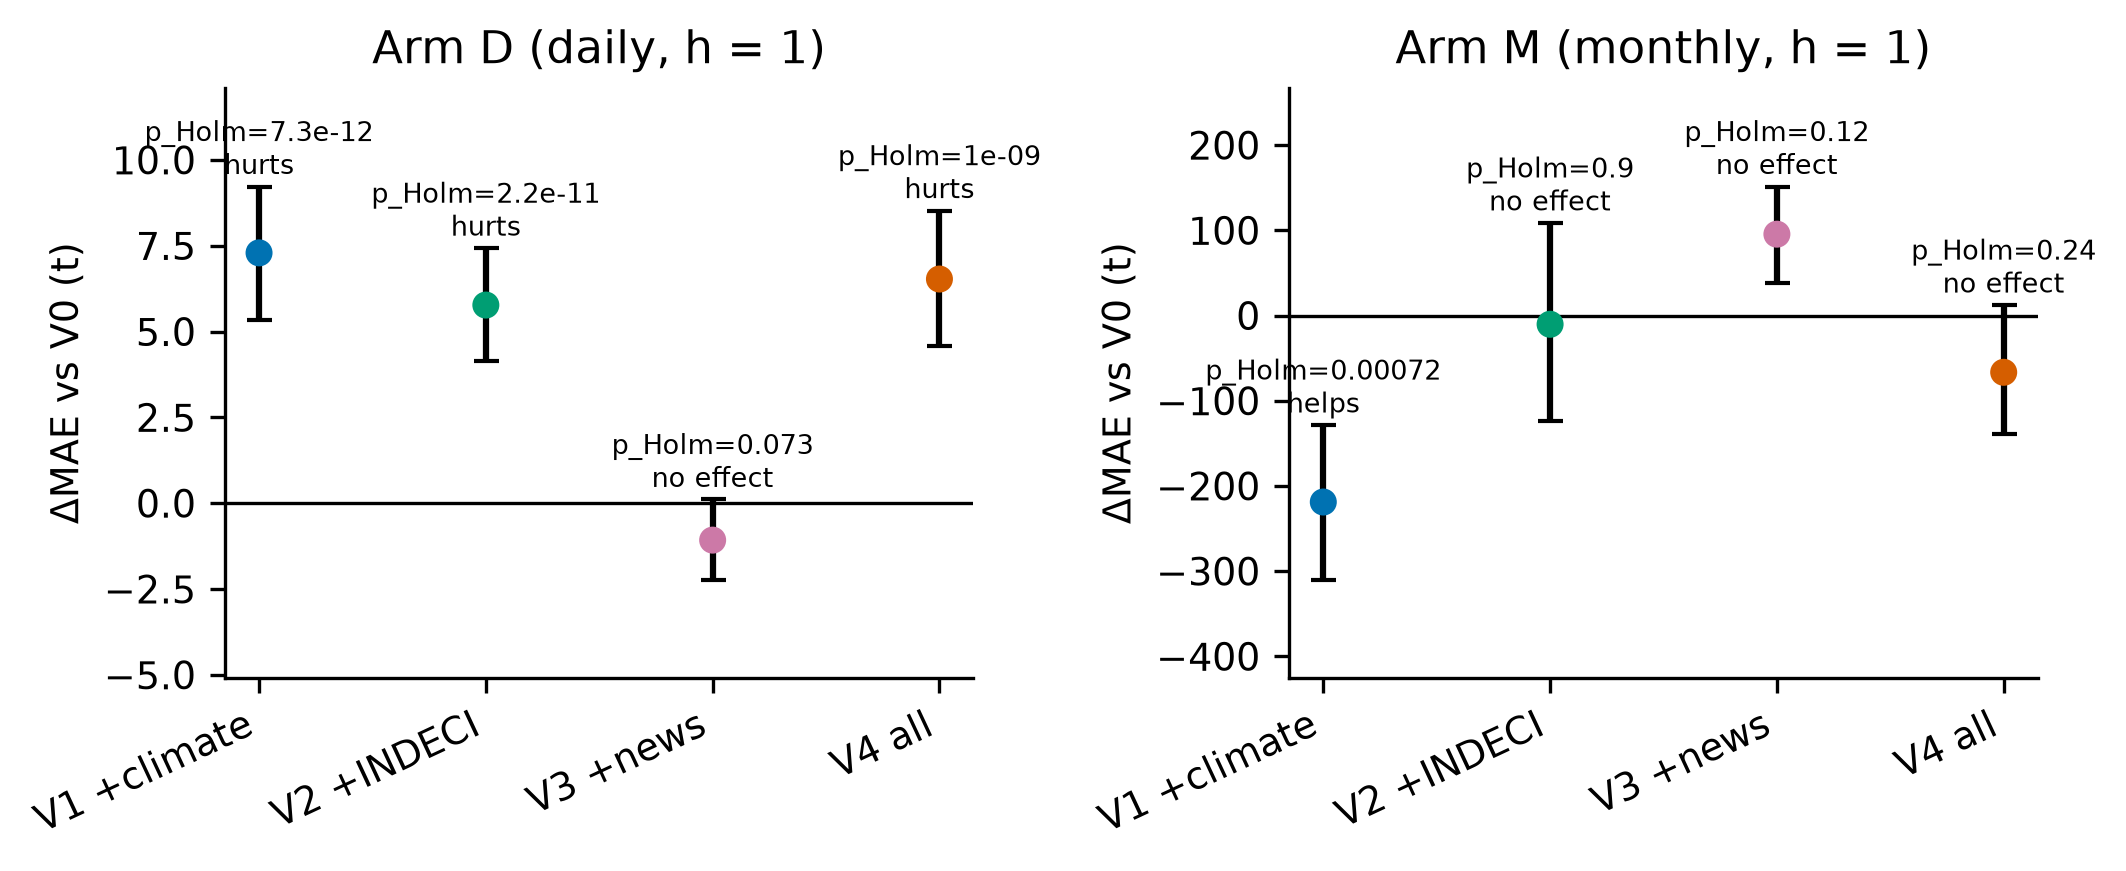 Arm D (daily, h = 1)
ΔMAE vs V0 (t)
10.0
7.5
5.0
2.5
0.0
−2.5
−5.0
p_Holm=7.3e-12
hurts
p_Holm=2.2e-11
hurts
p_Holm=0.073
no effect
p_Holm=1e-09
hurts
V1 +climate
V2 +INDECI
V3 +news
V4 all
Arm M (monthly, h = 1)
ΔMAE vs V0 (t)
200
100
0
−100
−200
−300
−400
p_Holm=0.00072
helps
p_Holm=0.9
no effect
p_Holm=0.12
no effect
p_Holm=0.24
no effect
V1 +climate
V2 +INDECI
V3 +news
V4 all